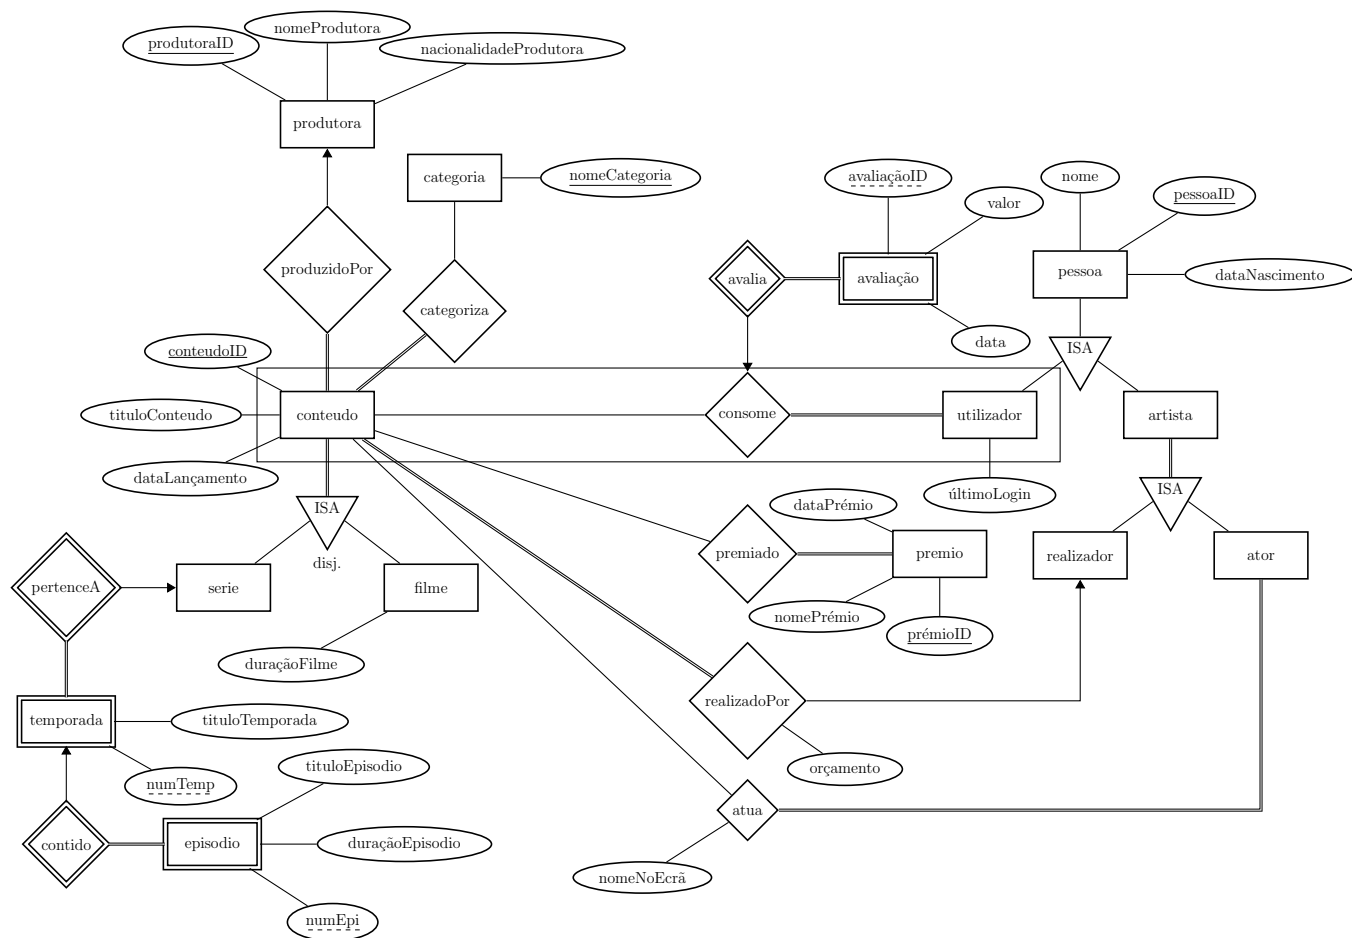 nomeProdutora
produtoraID
nacionalidadeProdutora
produtora
categoria
nomeCategoria
avaliaçãoID
nome
valor
pessoaID
produzidoPor
avalia
avaliação
pessoa
dataNascimento
categoriza
data
ISA
conteudoID
tituloConteudo
conteudo
consome
utilizador
artista
dataLançamento
ISA
disj.
últimoLogin
ISA
dataPrémio
premiado
premio
realizador
ator
pertenceA
serie
filme
nomePrémio
prémioID
duraçãoFilme
realizadoPor
temporada
tituloTemporada
tituloEpisodio
orçamento
numTemp
atua
contido
episodio
duraçãoEpisodio
nomeNoEcrã
numEpi